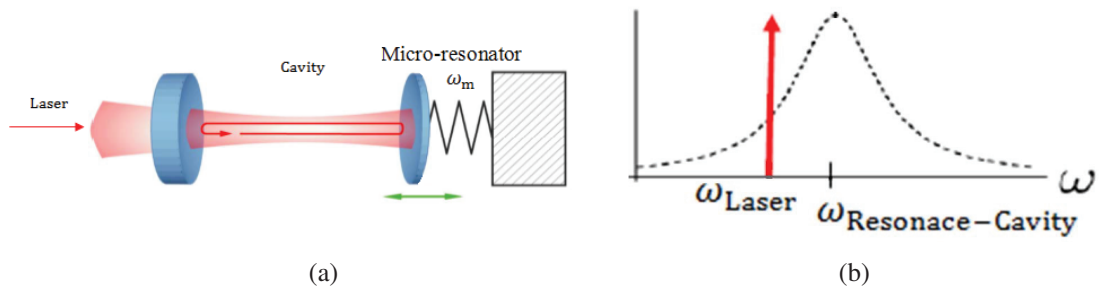 Micro-resonator
Cavity
ω_m
Laser
ω
ω_Laser
ω_Resonace−Cavity
(a)
(b)